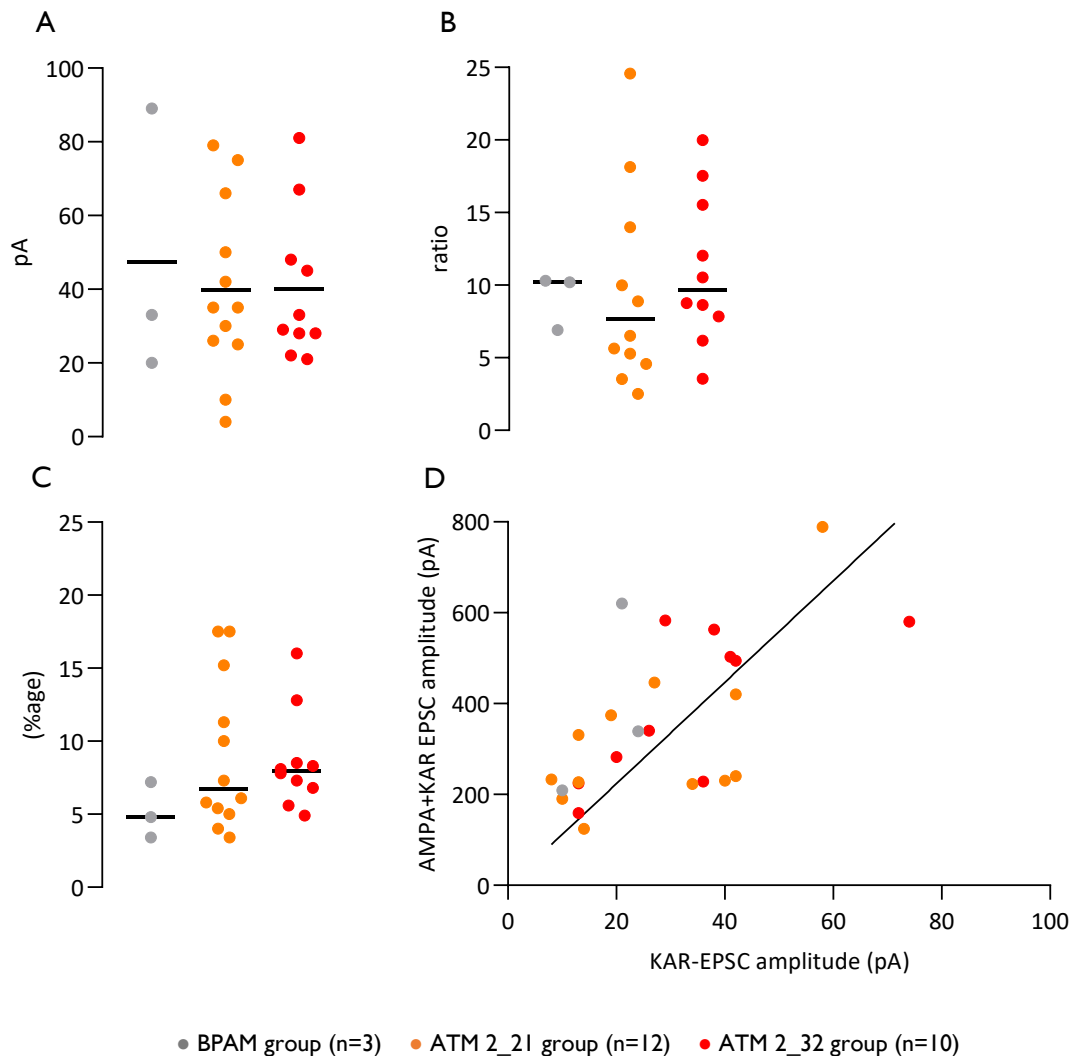 A
100
80
60
40
20
0
pA
B
25
20
15
10
5
0
ratio
C
25
20
15
10
5
0
(%age)
D
800
600
400
200
0
AMPA+KAR EPSC amplitude (pA)
0 20 40 60 80 100
KAR-EPSC amplitude (pA)
BPAM group (n=3) ATM 2_21 group (n=12) ATM 2_32 group (n=10)